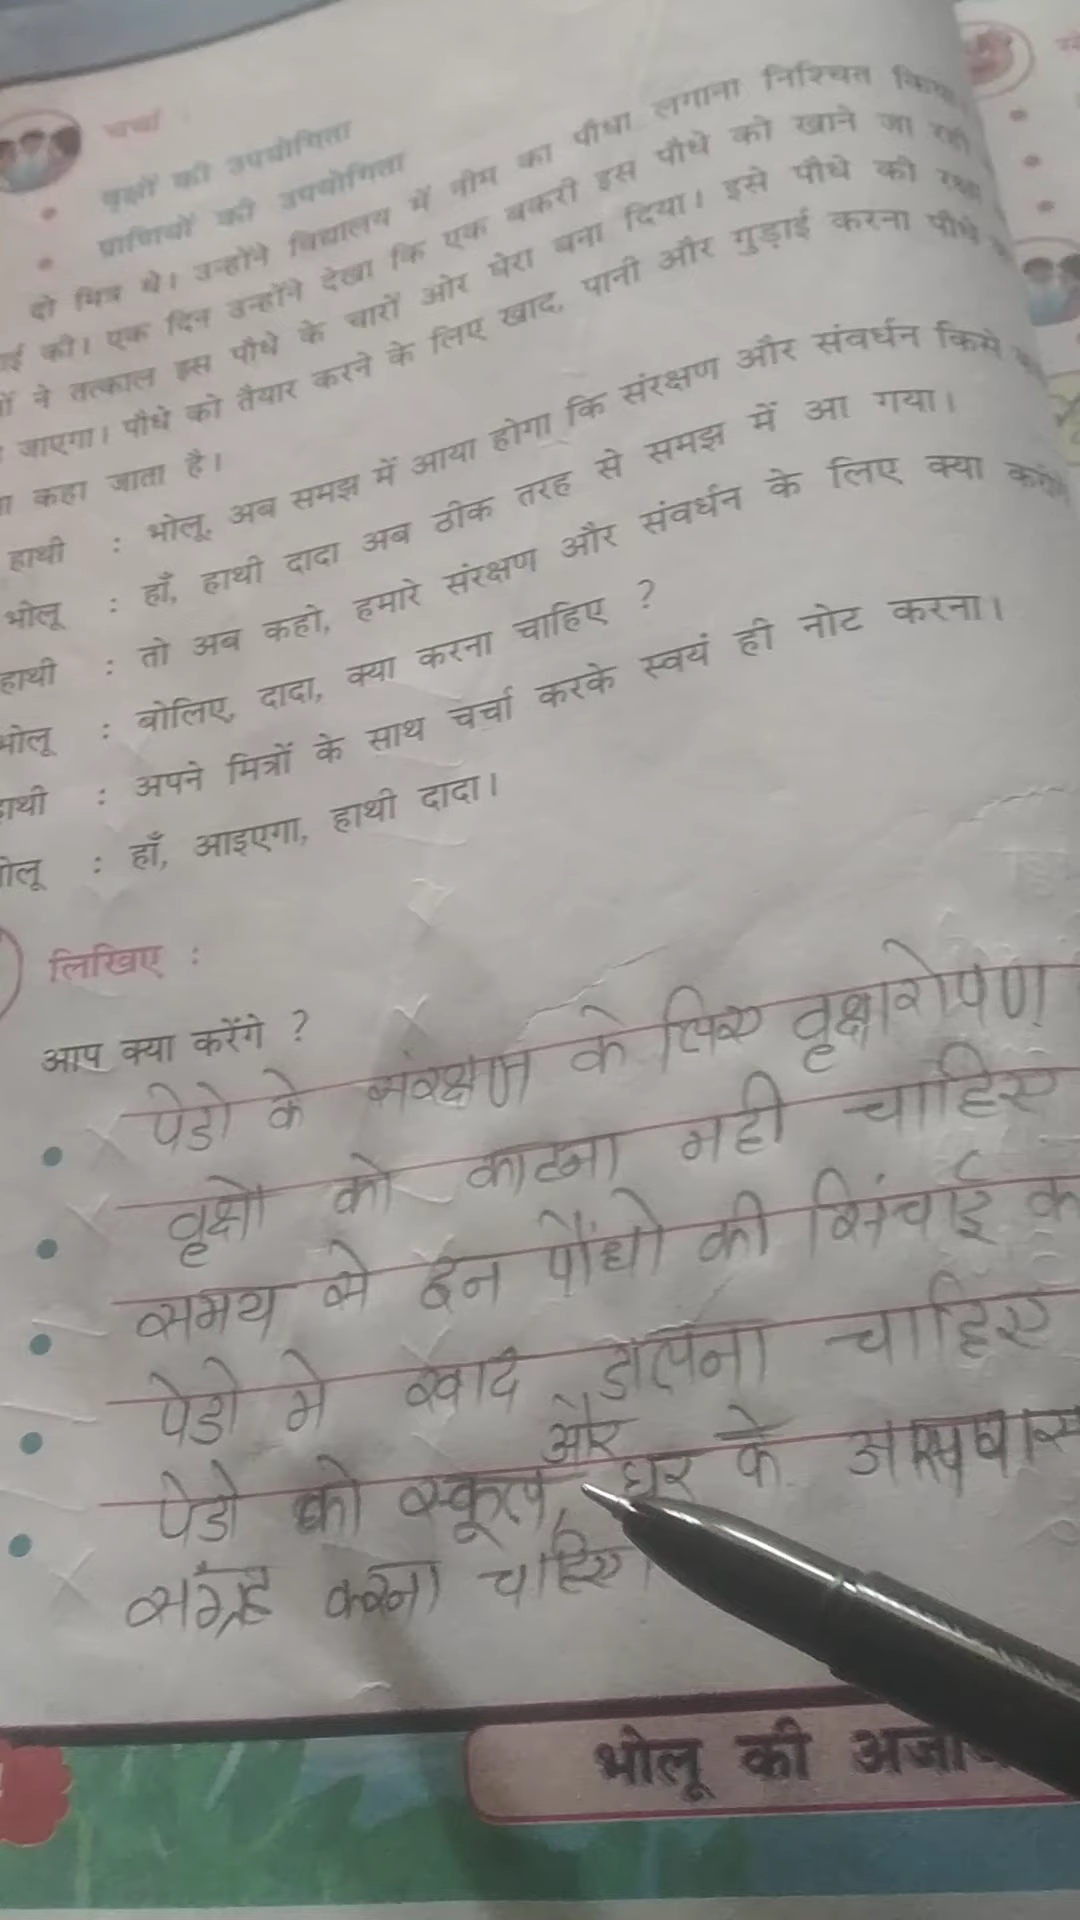 चर्चा
वृक्षों की उपयोगिता
प्राणियों की उपयोगिता
दो मित्र थे। उन्होंने विद्यालय में नीम का पौधा लगाना निश्चित किया
की। एक दिन उन्होंने देखा कि एक बकरी इस पौधे को खाने जा रही
ने तत्काल इस पौधे के चारों ओर घेरा बना दिया। इसे पौधे की रक्षा
जाएगा। पौधे को तैयार करने के लिए खाद, पानी और गुड़ाई करना पौधे
कहा जाता है।
हाथी : भोलू, अब समझ में आया होगा कि संरक्षण और संवर्धन किसे
भोलू : हाँ, हाथी दादा अब ठीक तरह से समझ में आ गया।
हाथी : तो अब कहो, हमारे संरक्षण और संवर्धन के लिए क्या करोगे
भोलू : बोलिए, दादा, क्या करना चाहिए ?
हाथी : अपने मित्रों के साथ चर्चा करके स्वयं ही नोट करना।
भोलू : हाँ, आइएगा, हाथी दादा।
लिखिए :
आप क्या करेंगे ?
पेडो के संरक्षण के लिए वृक्षारोपण
वृक्षो को काटना नही चाहिए
समय से इन पौंधो की सिंचाई
पेडो मे खाद डालना चाहिए
पेडो को स्कूल, और घर के आसपास
संग्रह करना चाहिए।
भोलू की